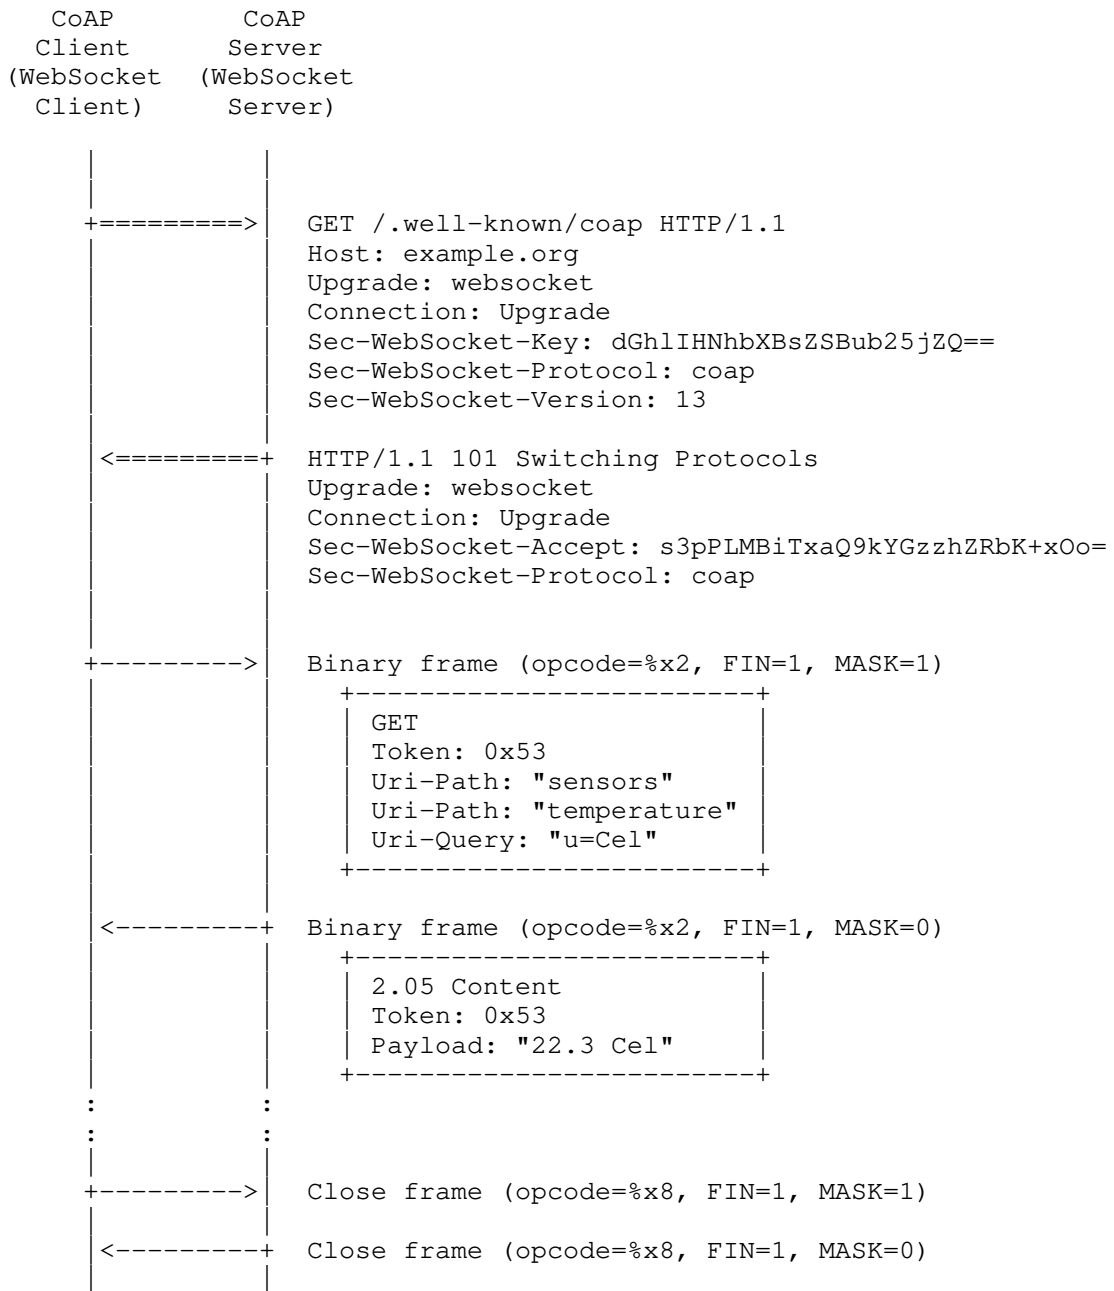 CoAP CoAP
Client Server
(WebSocket (WebSocket
Client) Server)
GET /.well-known/coap HTTP/1.1
Host: example.org
Upgrade: websocket
Connection: Upgrade
Sec-WebSocket-Key: dGhlIHNhbXBsZSBub25jZQ==
Sec-WebSocket-Protocol: coap
Sec-WebSocket-Version: 13
HTTP/1.1 101 Switching Protocols
Upgrade: websocket
Connection: Upgrade
Sec-WebSocket-Accept: s3pPLMBiTxaQ9kYGzzhZRbK+xOo=
Sec-WebSocket-Protocol: coap
Binary frame (opcode=%x2, FIN=1, MASK=1)
GET
Token: 0x53
Uri-Path: "sensors"
Uri-Path: "temperature"
Uri-Query: "u=Cel"
Binary frame (opcode=%x2, FIN=1, MASK=0)
2.05 Content
Token: 0x53
Payload: "22.3 Cel"
Close frame (opcode=%x8, FIN=1, MASK=1)
Close frame (opcode=%x8, FIN=1, MASK=0)